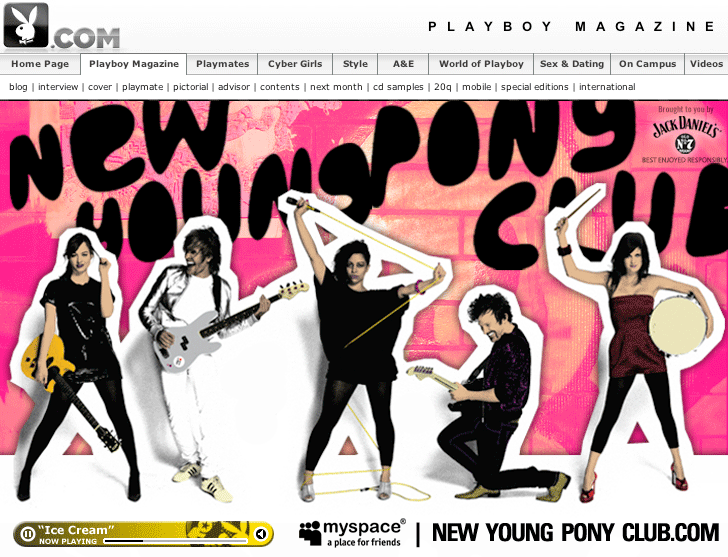 .COM
PLAYBOY MAGAZINE
Home Page Playboy Magazine Playmates Cyber Girls Style A&E World of Playboy Sex & Dating On Campus Videos
blog | interview | cover | playmate | pictorial | advisor | contents | next month | cd samples | 20q | mobile | special editions | international
Brought to you by
JACK DANIEL'S
No 7
BEST ENJOYED RESPONSIBLY
NEW
YOUNG PONY
CLUB
"Ice Cream"
NOW PLAYING
myspace®
a place for friends
| NEW YOUNG PONY CLUB.COM